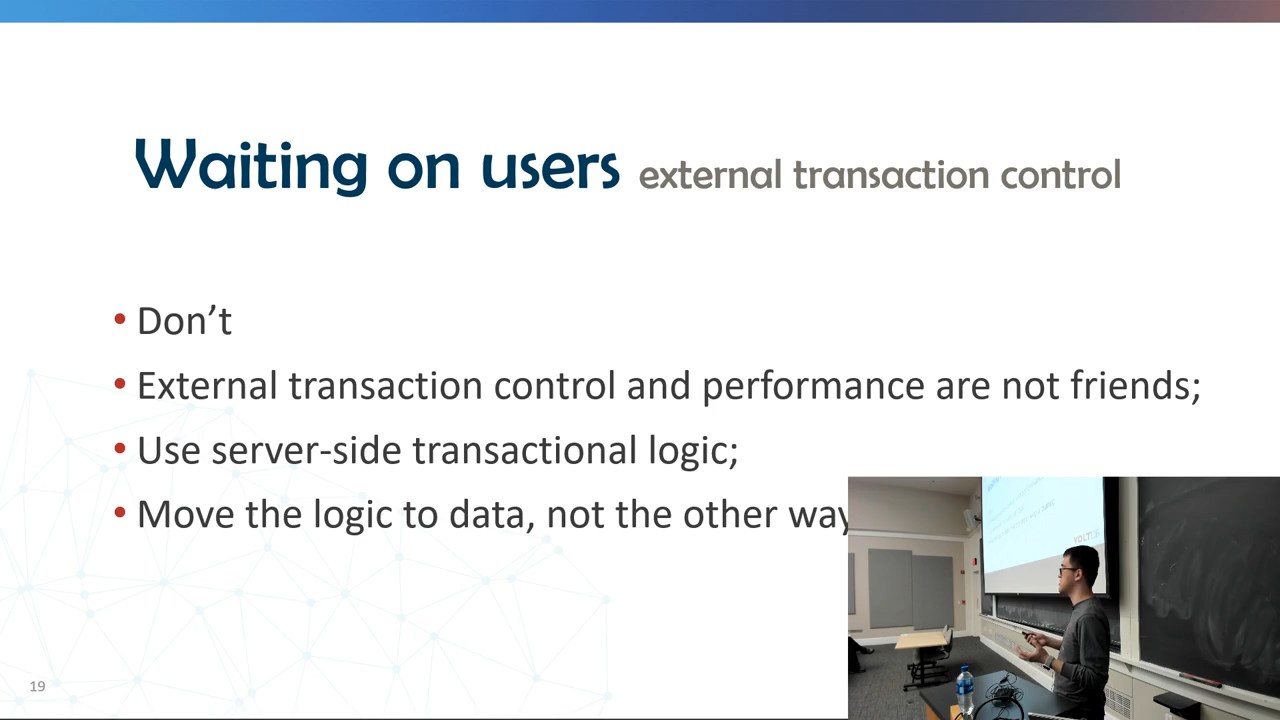 Waiting on users external transaction control
• Don’t
• External transaction control and performance are not friends;
• Use server-side transactional logic;
• Move the logic to data, not the other way
19